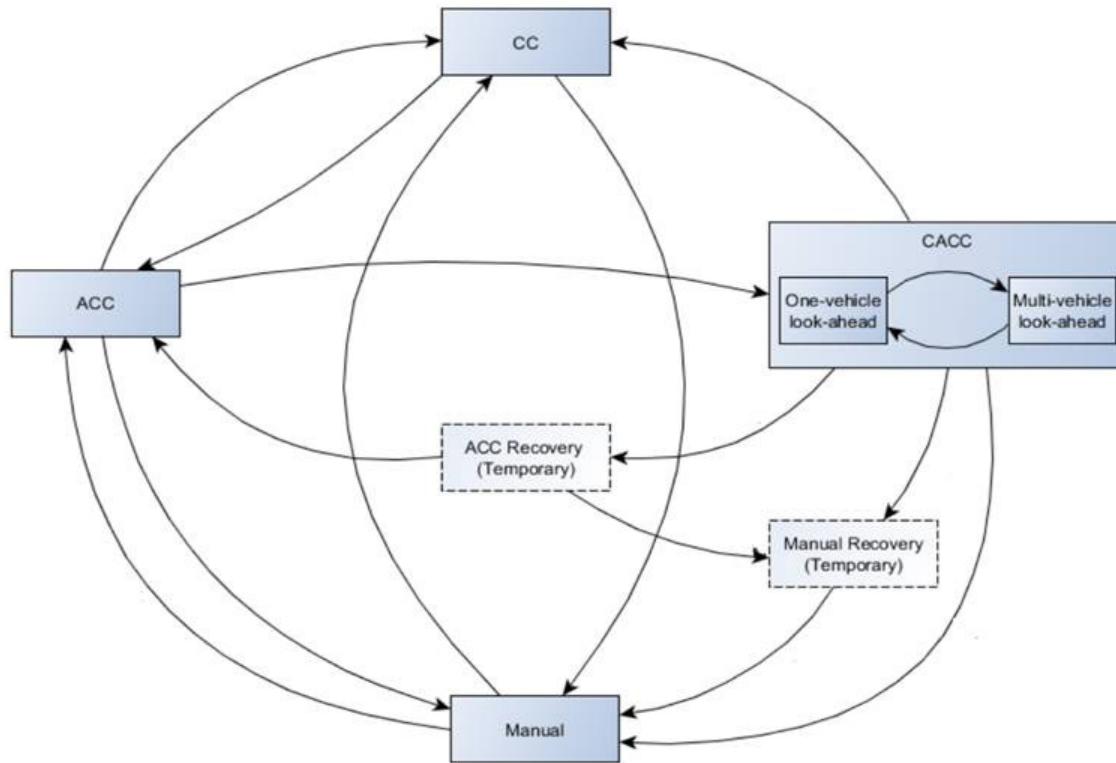 CC
CACC
ACC
One-vehicle
look-ahead
Multi-vehicle
look-ahead
ACC Recovery
(Temporary)
Manual Recovery
(Temporary)
Manual